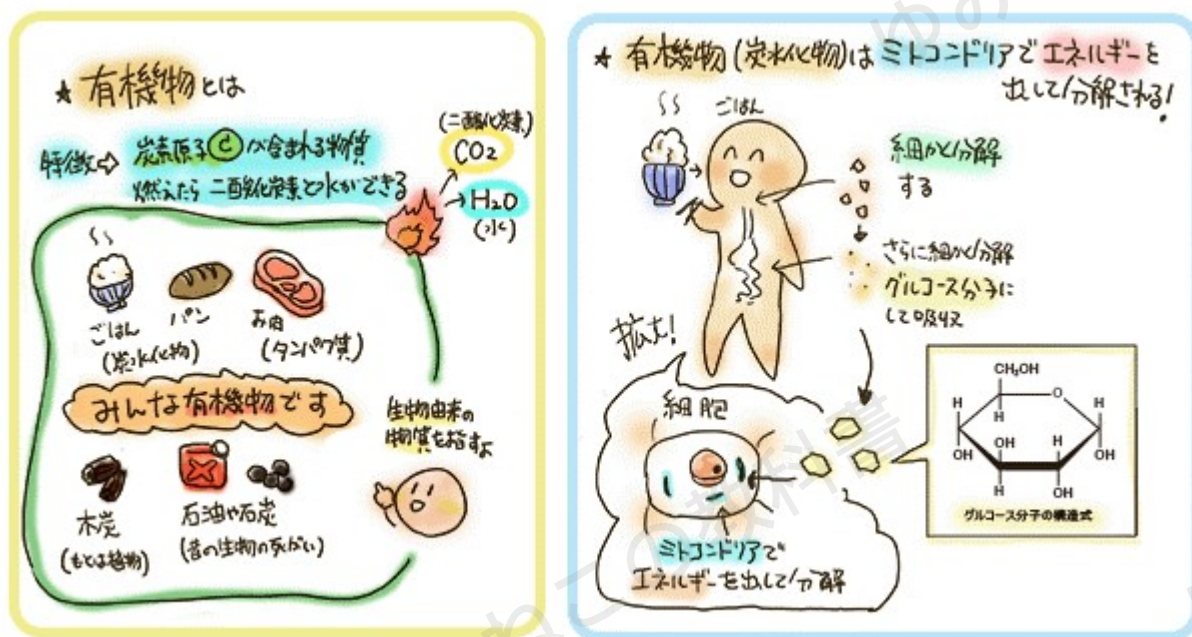 ★ 有機物とは
特徴⇨ 炭素原子Ⓒが含まれる物質
燃えたら 二酸化炭素と水ができる
(二酸化炭素)
CO₂
H₂O
(水)
ごはん
(炭水化物)
パン
お肉
(タンパク質)
みんな有機物です
生物由来の
物質を指すよ
木炭
(もとは植物)
石油や石炭
(昔の生物の死がい)
★ 有機物(炭水化物)はミトコンドリアでエネルギーを
出して分解される!
ごはん
細かく分解
する
さらに細かく分解
グルコース分子に
して吸収
拡大!
細胞
ミトコンドリアで
エネルギーを出して分解
CH₂OH
O
H
H
H
OH
OH
H
OH
H
OH
グルコース分子の構造式
ねこの教科書